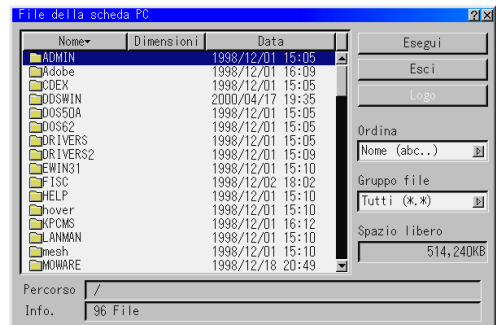 File della scheda PC
Nome Dimensioni Data
ADMIN 1998/12/01 15:05
Adobe 1998/12/01 16:09
CDEX 1998/12/01 15:05
DDSWIN 2000/04/17 19:35
DOS50A 1998/12/01 15:05
DOS62 1998/12/01 15:05
DRIVERS 1998/12/01 15:05
DRIVERS2 1998/12/01 15:09
EWIN31 1998/12/01 15:10
FISC 1998/12/02 18:02
HELP 1998/12/01 15:10
hover 1998/12/01 15:10
KPCMS 1998/12/01 16:12
LANMAN 1998/12/01 15:10
mesh 1998/12/01 15:10
MOWARE 1998/12/18 20:49
Esegui
Esci
Logo
Ordina
Nome (abc..)
Gruppo file
Tutti (*.*)
Spazio libero
514,240KB
Percorso /
Info. 96 File